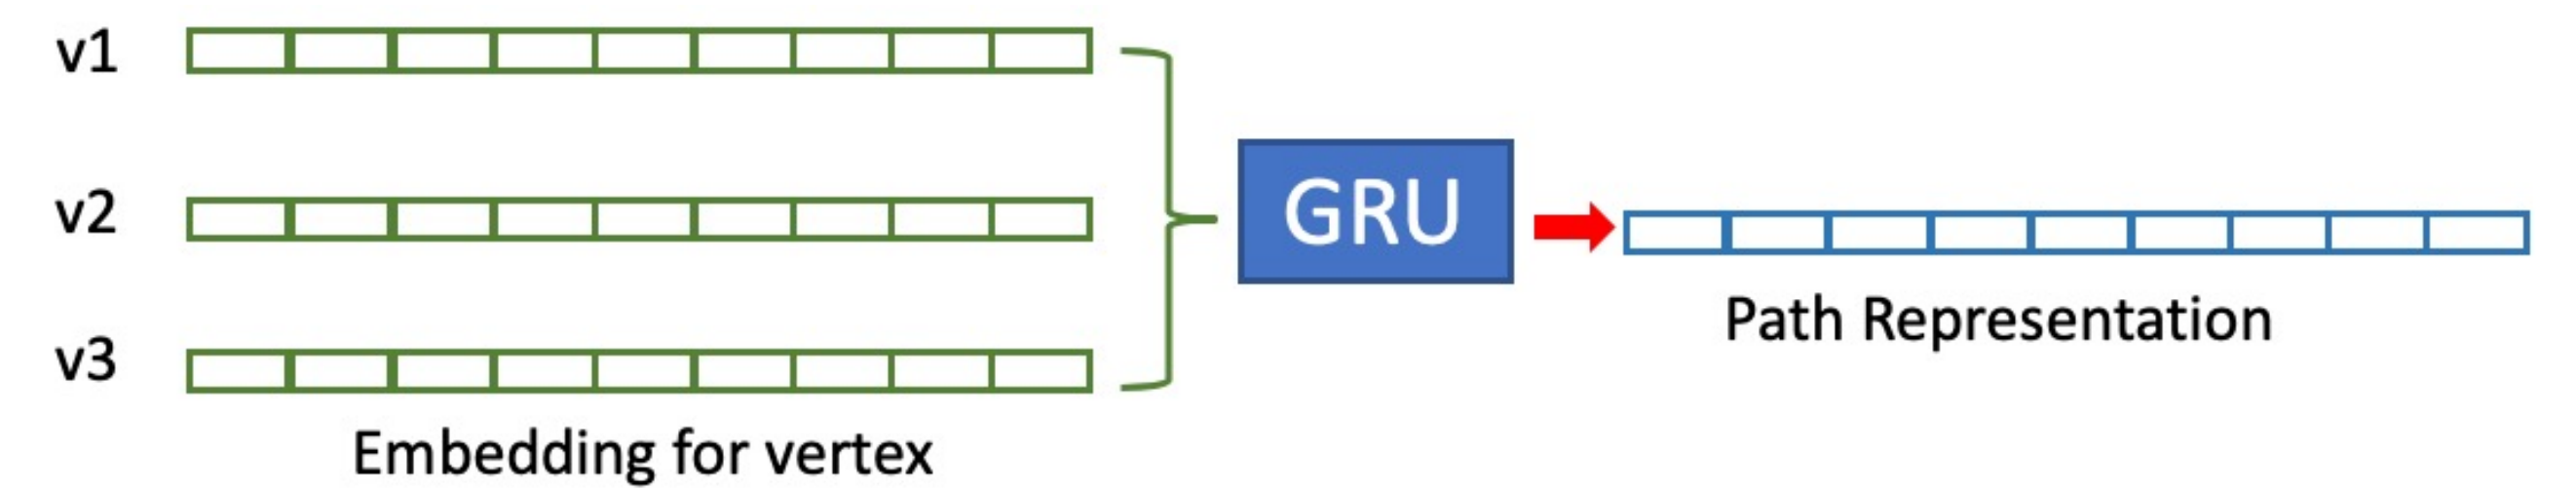 v1
v2
v3
Embedding for vertex
GRU
Path Representation